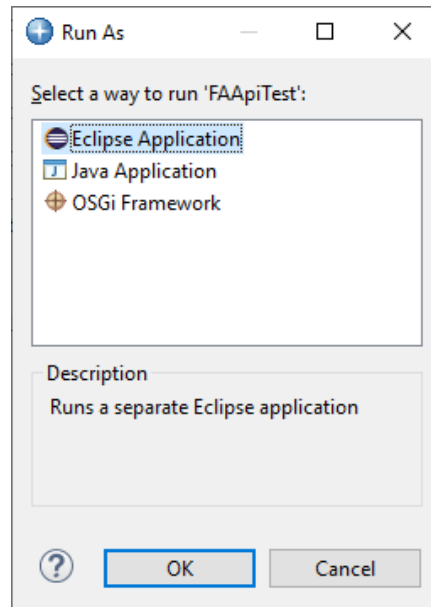 Run As
Select a way to run 'FAApiTest':
Eclipse Application
J Java Application
OSGi Framework
Description
Runs a separate Eclipse application
?
OK
Cancel